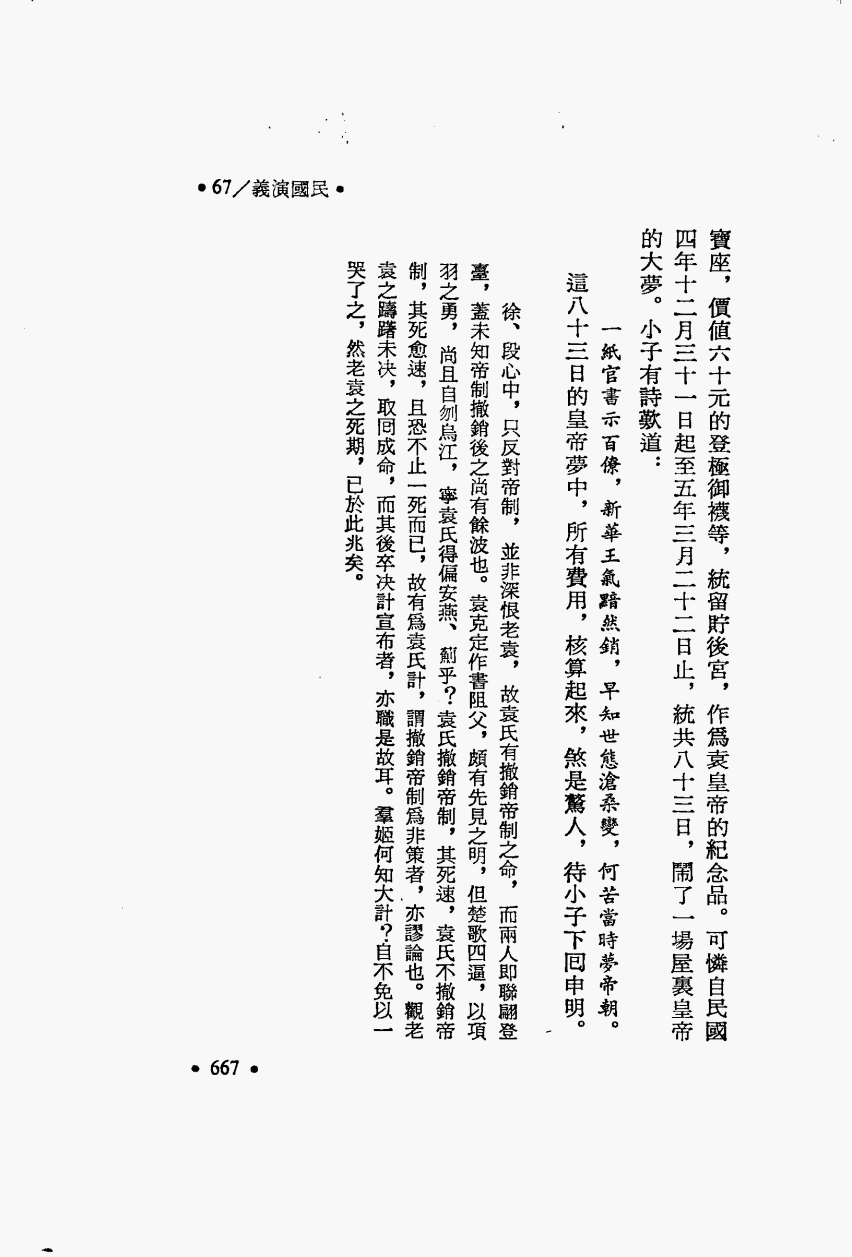 •67／義演國民•
寶座，價值六十元的登極御襪等，統留貯後宮，作爲袁皇帝的紀念品。可憐自民國
四年十二月三十一日起至五年三月二十二日止，統共八十三日，鬧了一場屋裏皇帝
的大夢。小子有詩歎道：
一紙官書示百僚，新華王氣黯然銷，早知世態滄桑變，何苦當時夢帝朝。
這八十三日的皇帝夢中，所有費用，核算起來，煞是驚人，待小子下囘申明。
徐、段心中，只反對帝制，並非深恨老袁，故袁氏有撤銷帝制之命，而兩人卽聯翩登
臺，蓋未知帝制撤銷後之尚有餘波也。袁克定作書阻父，頗有先見之明，但楚歌四逼，以項
羽之勇，尚且自刎烏江，寧袁氏得偏安燕、薊乎？袁氏撤銷帝制，其死速，袁氏不撤銷帝
制，其死愈速，且恐不止一死而已，故有爲袁氏計，謂撤銷帝制爲非策者，亦謬論也。觀老
袁之躊躇未决，取囘成命，而其後卒决計宣布者，亦職是故耳。羣姬何知大計？自不免以一
哭了之，然老袁之死期，已於此兆矣。
•667•